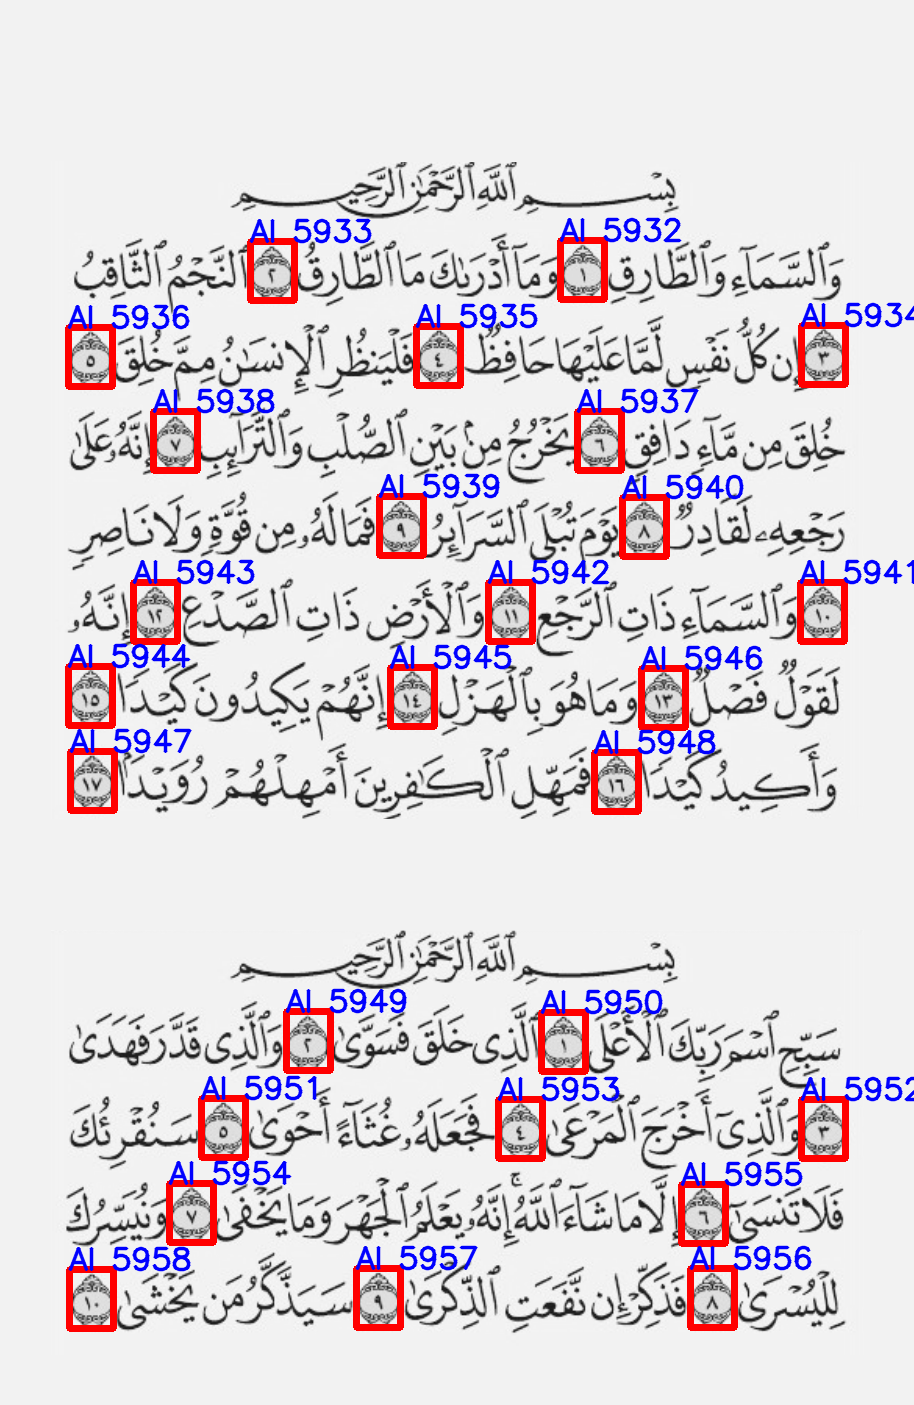 بِسْمِ ٱللَّهِ ٱلرَّحْمَٰنِ ٱلرَّحِيمِ
AI 5933 AI 5932
وَٱلسَّمَآءِ وَٱلطَّارِقِ ١ وَمَآ أَدْرَىٰكَ مَا ٱلطَّارِقُ ٢ ٱلنَّجْمُ ٱلثَّاقِبُ
AI 5936 AI 5935 AI 5934
٣ إِن كُلُّ نَفْسٍ لَّمَّا عَلَيْهَا حَافِظٌ ٤ فَلْيَنظُرِ ٱلْإِنسَٰنُ مِمَّ خُلِقَ ٥
AI 5938 AI 5937
خُلِقَ مِن مَّآءٍ دَافِقٍ ٦ يَخْرُجُ مِنۢ بَيْنِ ٱلصُّلْبِ وَٱلتَّرَآئِبِ ٧ إِنَّهُۥ عَلَىٰ
AI 5939 AI 5940
رَجْعِهِۦ لَقَادِرٌ ٨ يَوْمَ تُبْلَى ٱلسَّرَآئِرُ ٩ فَمَا لَهُۥ مِن قُوَّةٍ وَلَا نَاصِرٍ
AI 5943 AI 5942 AI 5941
١٠ وَٱلسَّمَآءِ ذَاتِ ٱلرَّجْعِ ١١ وَٱلْأَرْضِ ذَاتِ ٱلصَّدْعِ ١٢ إِنَّهُۥ
AI 5944 AI 5945 AI 5946
لَقَوْلٌ فَصْلٌ ١٣ وَمَا هُوَ بِٱلْهَزْلِ ١٤ إِنَّهُمْ يَكِيدُونَ كَيْدًا ١٥
AI 5947 AI 5948
وَأَكِيدُ كَيْدًا ١٦ فَمَهِّلِ ٱلْكَٰفِرِينَ أَمْهِلْهُمْ رُوَيْدًۢا ١٧
بِسْمِ ٱللَّهِ ٱلرَّحْمَٰنِ ٱلرَّحِيمِ
AI 5949 AI 5950
سَبِّحِ ٱسْمَ رَبِّكَ ٱلْأَعْلَى ١ ٱلَّذِى خَلَقَ فَسَوَّىٰ ٢ وَٱلَّذِى قَدَّرَ فَهَدَىٰ
AI 5951 AI 5953 AI 5952
٣ وَٱلَّذِىٓ أَخْرَجَ ٱلْمَرْعَىٰ ٤ فَجَعَلَهُۥ غُثَآءً أَحْوَىٰ ٥ سَنُقْرِئُكَ
AI 5954 AI 5955
فَلَا تَنسَىٰٓ ٦ إِلَّا مَا شَآءَ ٱللَّهُ ۚ إِنَّهُۥ يَعْلَمُ ٱلْجَهْرَ وَمَا يَخْفَىٰ ٧ وَنُيَسِّرُكَ
AI 5958 AI 5957 AI 5956
لِلْيُسْرَىٰ ٨ فَذَكِّرْ إِن نَّفَعَتِ ٱلذِّكْرَىٰ ٩ سَيَذَّكَّرُ مَن يَخْشَىٰ ١٠